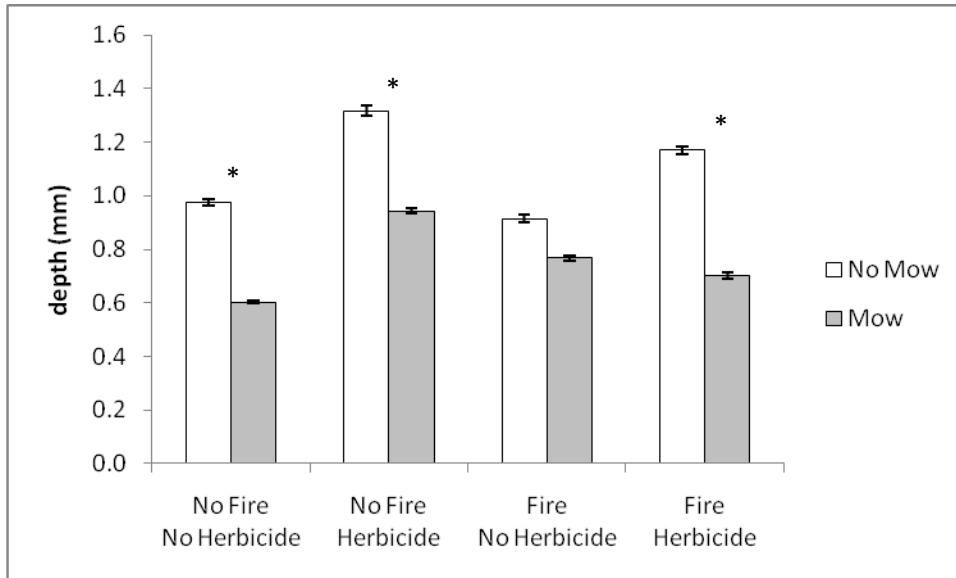 1.6
1.4
1.2
1.0
0.8
0.6
0.4
0.2
0.0
depth (mm)
*
*
*
No Mow
Mow
No Fire
No Herbicide
No Fire
Herbicide
Fire
No Herbicide
Fire
Herbicide